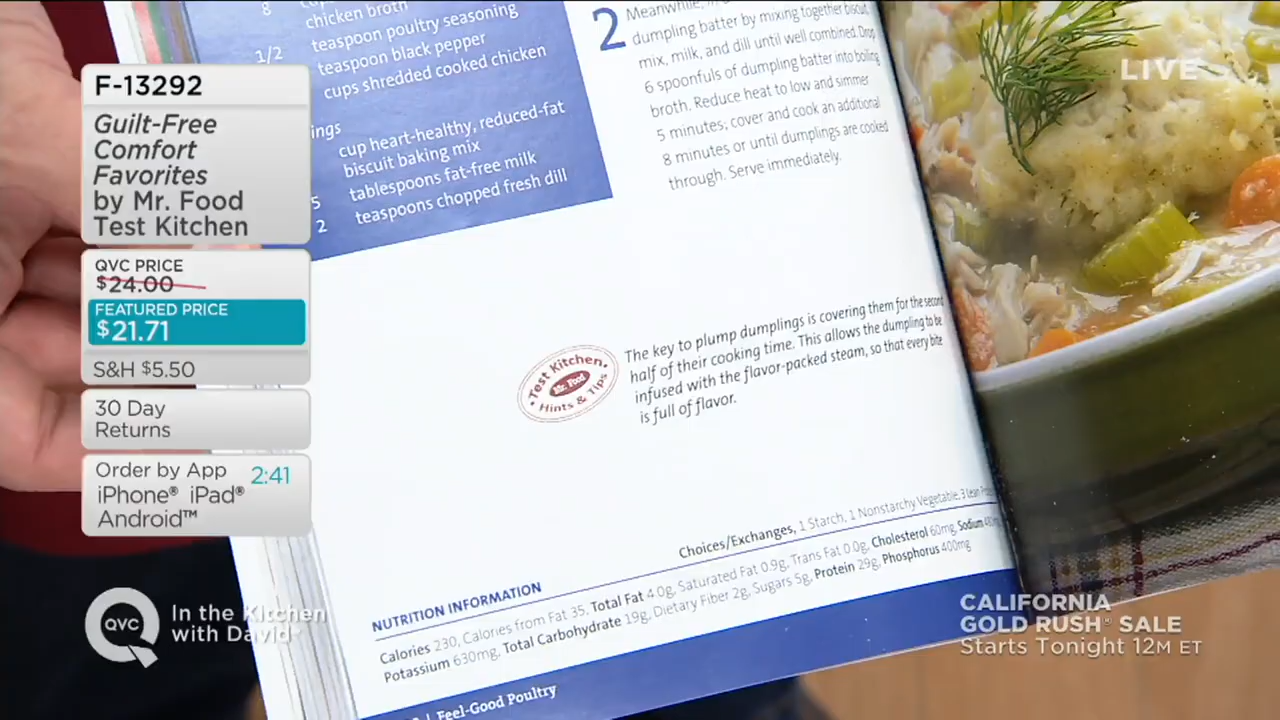 F-13292
Guilt-Free
Comfort
Favorites
by Mr. Food
Test Kitchen
QVC PRICE
$24.00
FEATURED PRICE
$21.71
S&H $5.50
30 Day
Returns
Order by App 2:41
iPhone® iPad®
Android™
QVC
In the Kitchen
with David®
8
chicken broth
1/2 teaspoon poultry seasoning
teaspoon black pepper
cups shredded cooked chicken
ings
cup heart-healthy, reduced-fat
biscuit baking mix
5 tablespoons fat-free milk
2 teaspoons chopped fresh dill
2 Meanwhile,
dumpling batter by mixing together biscuit
mix, milk, and dill until well combined. Drop
6 spoonfuls of dumpling batter into boiling
broth. Reduce heat to low and simmer
5 minutes; cover and cook an additional
8 minutes or until dumplings are cooked
through. Serve immediately.
Test Kitchen
Mr. Food
Hints & Tips
The key to plump dumplings is covering them for the second
half of their cooking time. This allows the dumpling to be
infused with the flavor-packed steam, so that every bite
is full of flavor.
Choices/Exchanges, 1 Starch, 1 Nonstarchy Vegetable, 3 Lean
NUTRITION INFORMATION
Calories 230, Calories from Fat 35, Total Fat 4.0g, Saturated Fat 0.9g, Trans Fat 0.0g, Cholesterol 60mg, Sodium
Potassium 630mg, Total Carbohydrate 19g, Dietary Fiber 2g, Sugars 5g, Protein 29g, Phosphorus 400mg
| Feel-Good Poultry
LIVE
CALIFORNIA
GOLD RUSH® SALE
Starts Tonight 12M ET